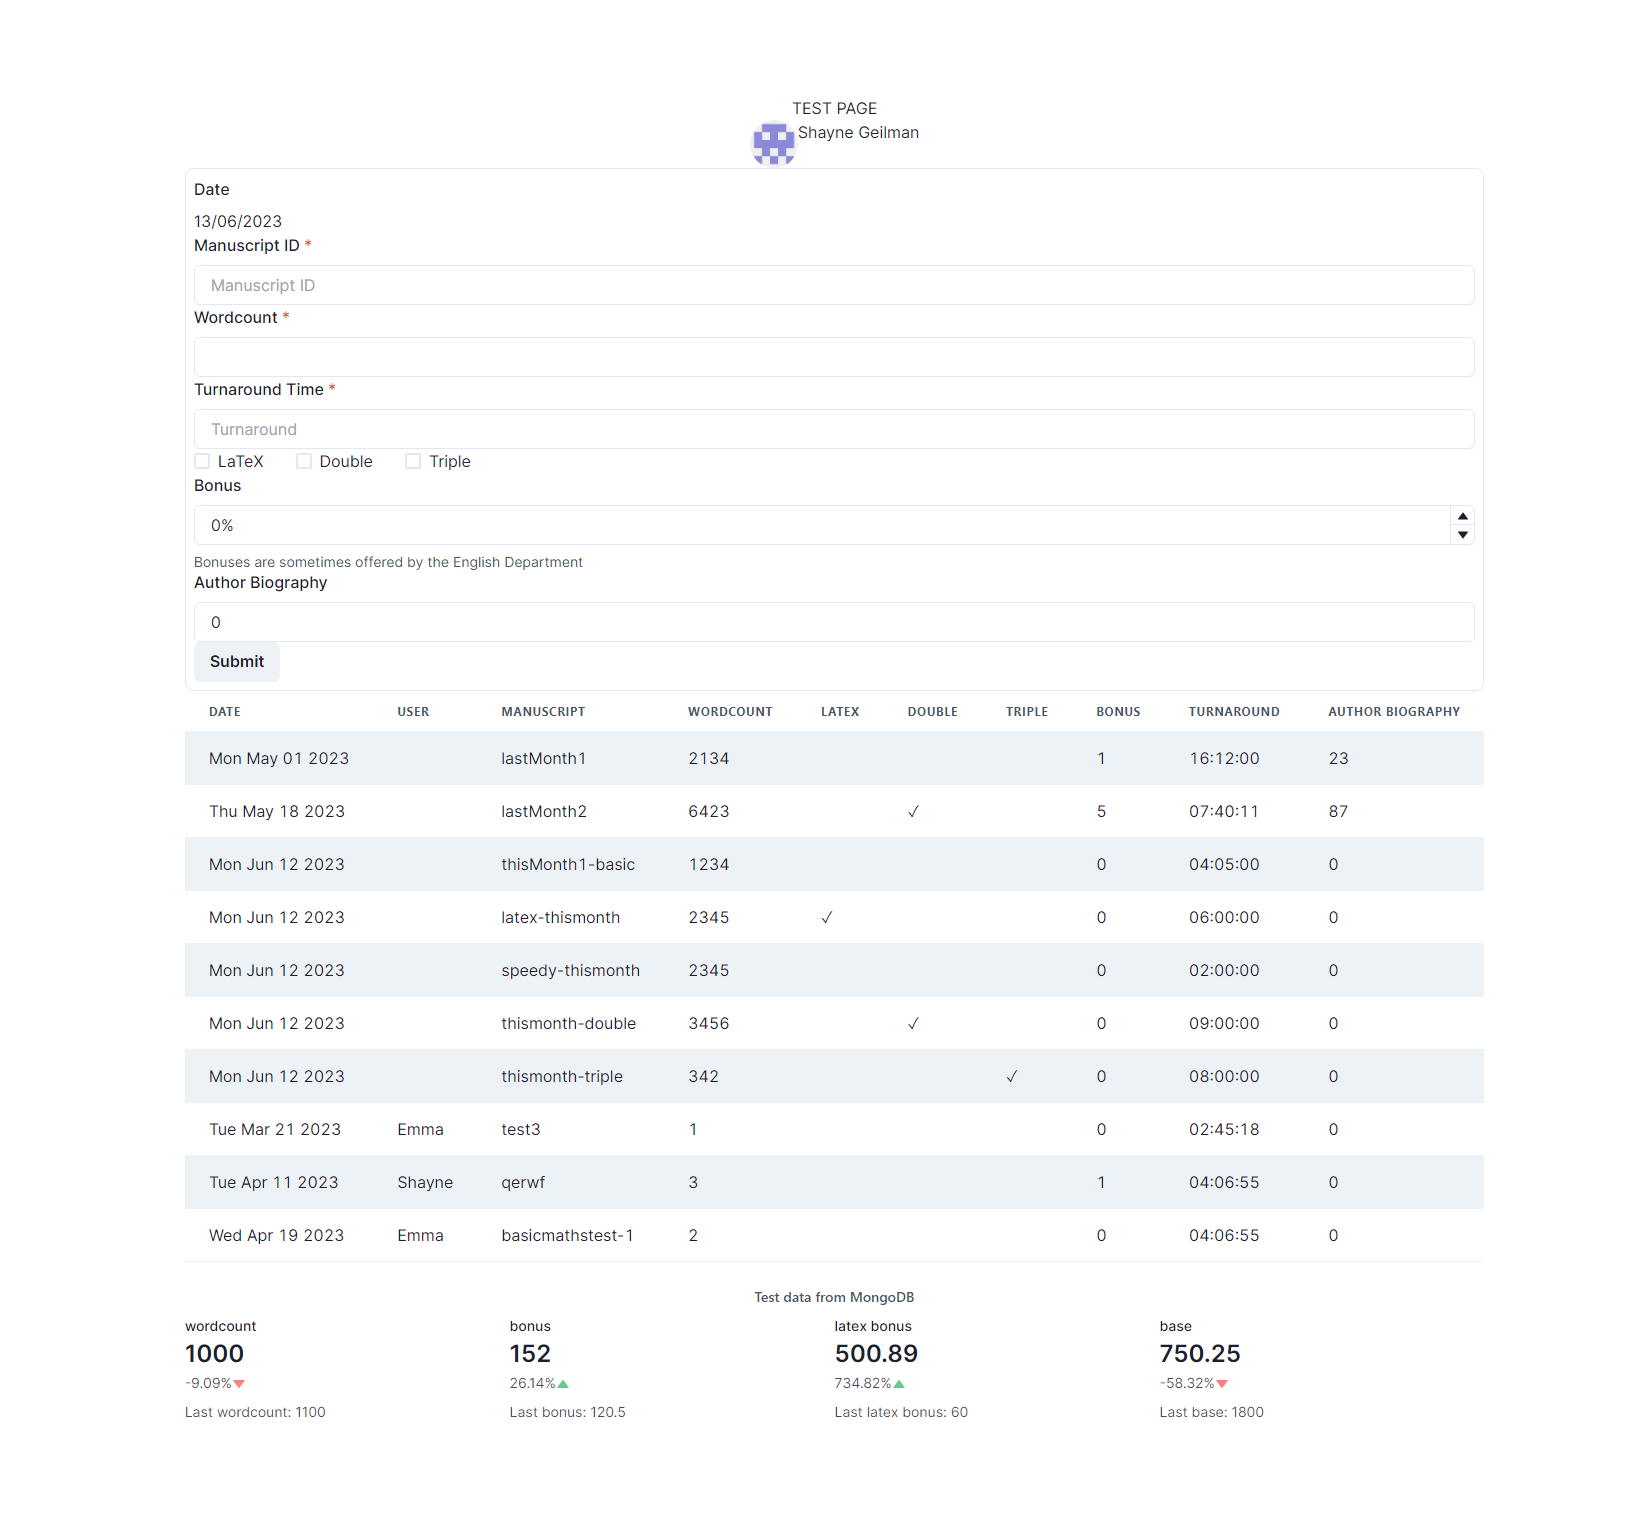 TEST PAGE
Shayne Geilman
Date
13/06/2023
Manuscript ID *
Manuscript ID
Wordcount *
Turnaround Time *
Turnaround
LaTeX Double Triple
Bonus
0%
Bonuses are sometimes offered by the English Department
Author Biography
0
Submit
DATE USER MANUSCRIPT WORDCOUNT LATEX DOUBLE TRIPLE BONUS TURNAROUND AUTHOR BIOGRAPHY
Mon May 01 2023 lastMonth1 2134 1 16:12:00 23
Thu May 18 2023 lastMonth2 6423 ✓ 5 07:40:11 87
Mon Jun 12 2023 thisMonth1-basic 1234 0 04:05:00 0
Mon Jun 12 2023 latex-thismonth 2345 ✓ 0 06:00:00 0
Mon Jun 12 2023 speedy-thismonth 2345 0 02:00:00 0
Mon Jun 12 2023 thismonth-double 3456 ✓ 0 09:00:00 0
Mon Jun 12 2023 thismonth-triple 342 ✓ 0 08:00:00 0
Tue Mar 21 2023 Emma test3 1 0 02:45:18 0
Tue Apr 11 2023 Shayne qerwf 3 1 04:06:55 0
Wed Apr 19 2023 Emma basicmathstest-1 2 0 04:06:55 0
Test data from MongoDB
wordcount bonus latex bonus base
1000 152 500.89 750.25
-9.09% 26.14% 734.82% -58.32%
Last wordcount: 1100 Last bonus: 120.5 Last latex bonus: 60 Last base: 1800